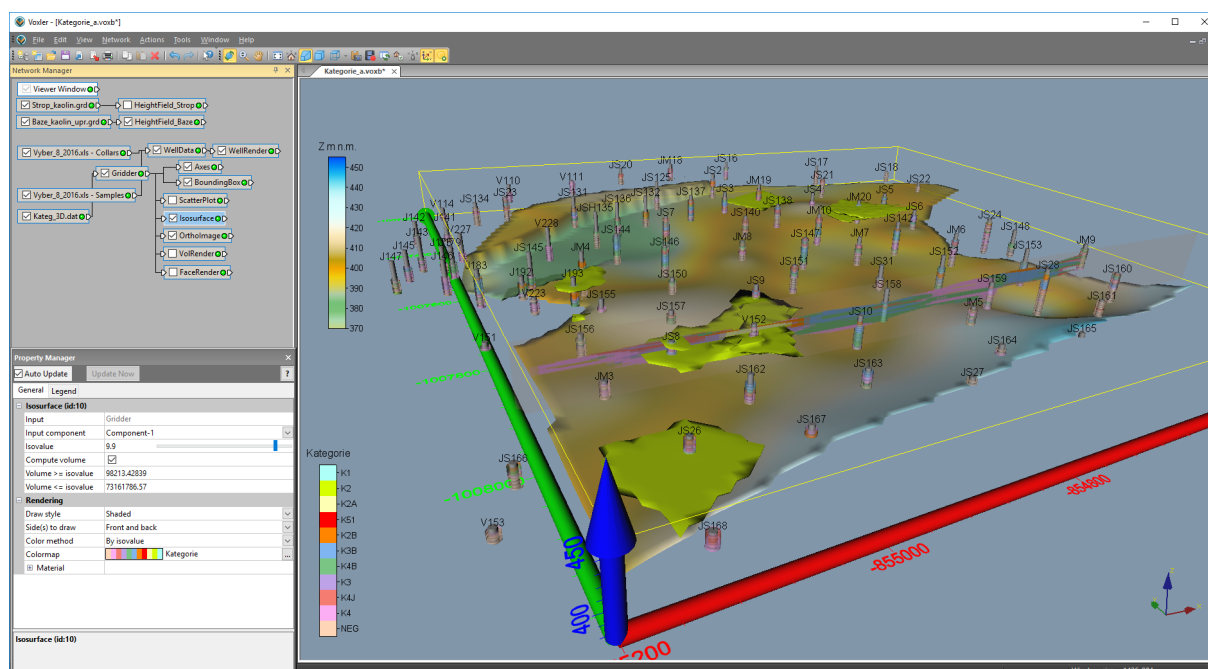 Voxler - [Kategorie_a.voxb*]
File Edit View Network Actions Tools Window Help
Network Manager
Kategorie_a.voxb*
Viewer Window
Strop_kaolin.grd
HeightField_Strop
Baze_kaolin_upr.grd
HeightField_Baze
Vyber_8_2016.xls - Collars
WellData
WellRender
Gridder
Axes
BoundingBox
Vyber_8_2016.xls - Samples
ScatterPlot
Kateg_3D.dat
Isosurface
OrthoImage
VolRender
FaceRender
Property Manager
Auto Update
Update Now
?
General
Legend
Isosurface (id:10)
Input Gridder
Input component Component-1
Isovalue 9.9
Compute volume
Volume >= isovalue 98213.42839
Volume <= isovalue 73161786.57
Rendering
Draw style Shaded
Side(s) to draw Front and back
Color method By isovalue
Colormap Kategorie
...
Material
Isosurface (id:10)
Z m n.m.
450
440
430
420
410
400
390
380
370
Kategorie
K1
K2
K2A
K51
K2B
K3B
K4B
K3
K4J
K4
NEG
JS20
JM13
JS16
JS17
JS18
V110
V111
JS125
JS2
JM19
JS21
JS22
JS134
JS23
JS131
JS132
JS137
JS3
JS4
JM20
JS5
V114
JSH135
JS136
JS7
JS140
JS138
JM10
JS142
JS6
JS24
J142
V227
V228
JS144
JS146
JM8
JS147
JM7
JM6
JS148
J143
J145
J147
J183
JS145
JM4
JS152
JS153
JM9
J192
J193
JS150
JS151
JS31
JS28
JS160
V223
JS155
JS9
JS158
JS159
JS161
JS157
JM5
JS156
V152
JS10
JS165
V151
JS8
JS164
JM3
JS162
JS163
JS27
JS26
JS167
JS166
V153
JS168
450
400
-855000
-854800